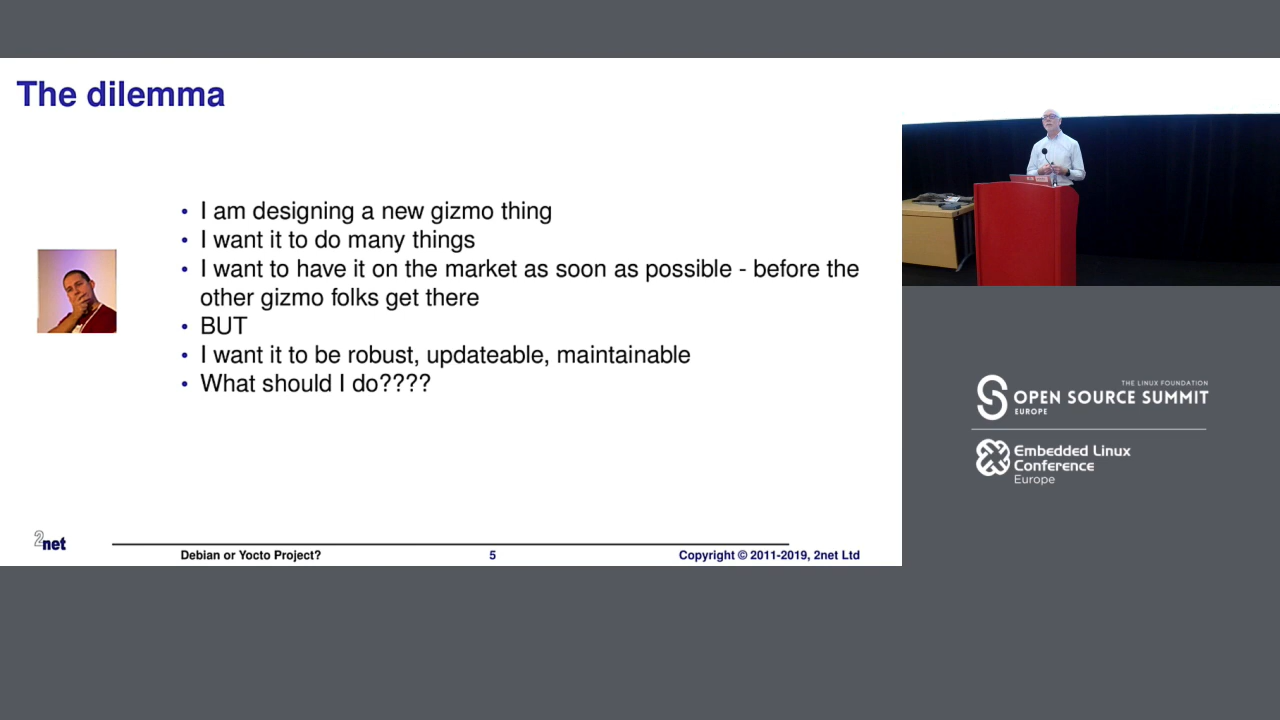 The dilemma
• I am designing a new gizmo thing
• I want it to do many things
• I want to have it on the market as soon as possible - before the
other gizmo folks get there
• BUT
• I want it to be robust, updateable, maintainable
• What should I do????
2net
Debian or Yocto Project?
5
Copyright © 2011-2019, 2net Ltd
THE LINUX FOUNDATION
OPEN SOURCE SUMMIT
EUROPE
Embedded Linux
Conference
Europe